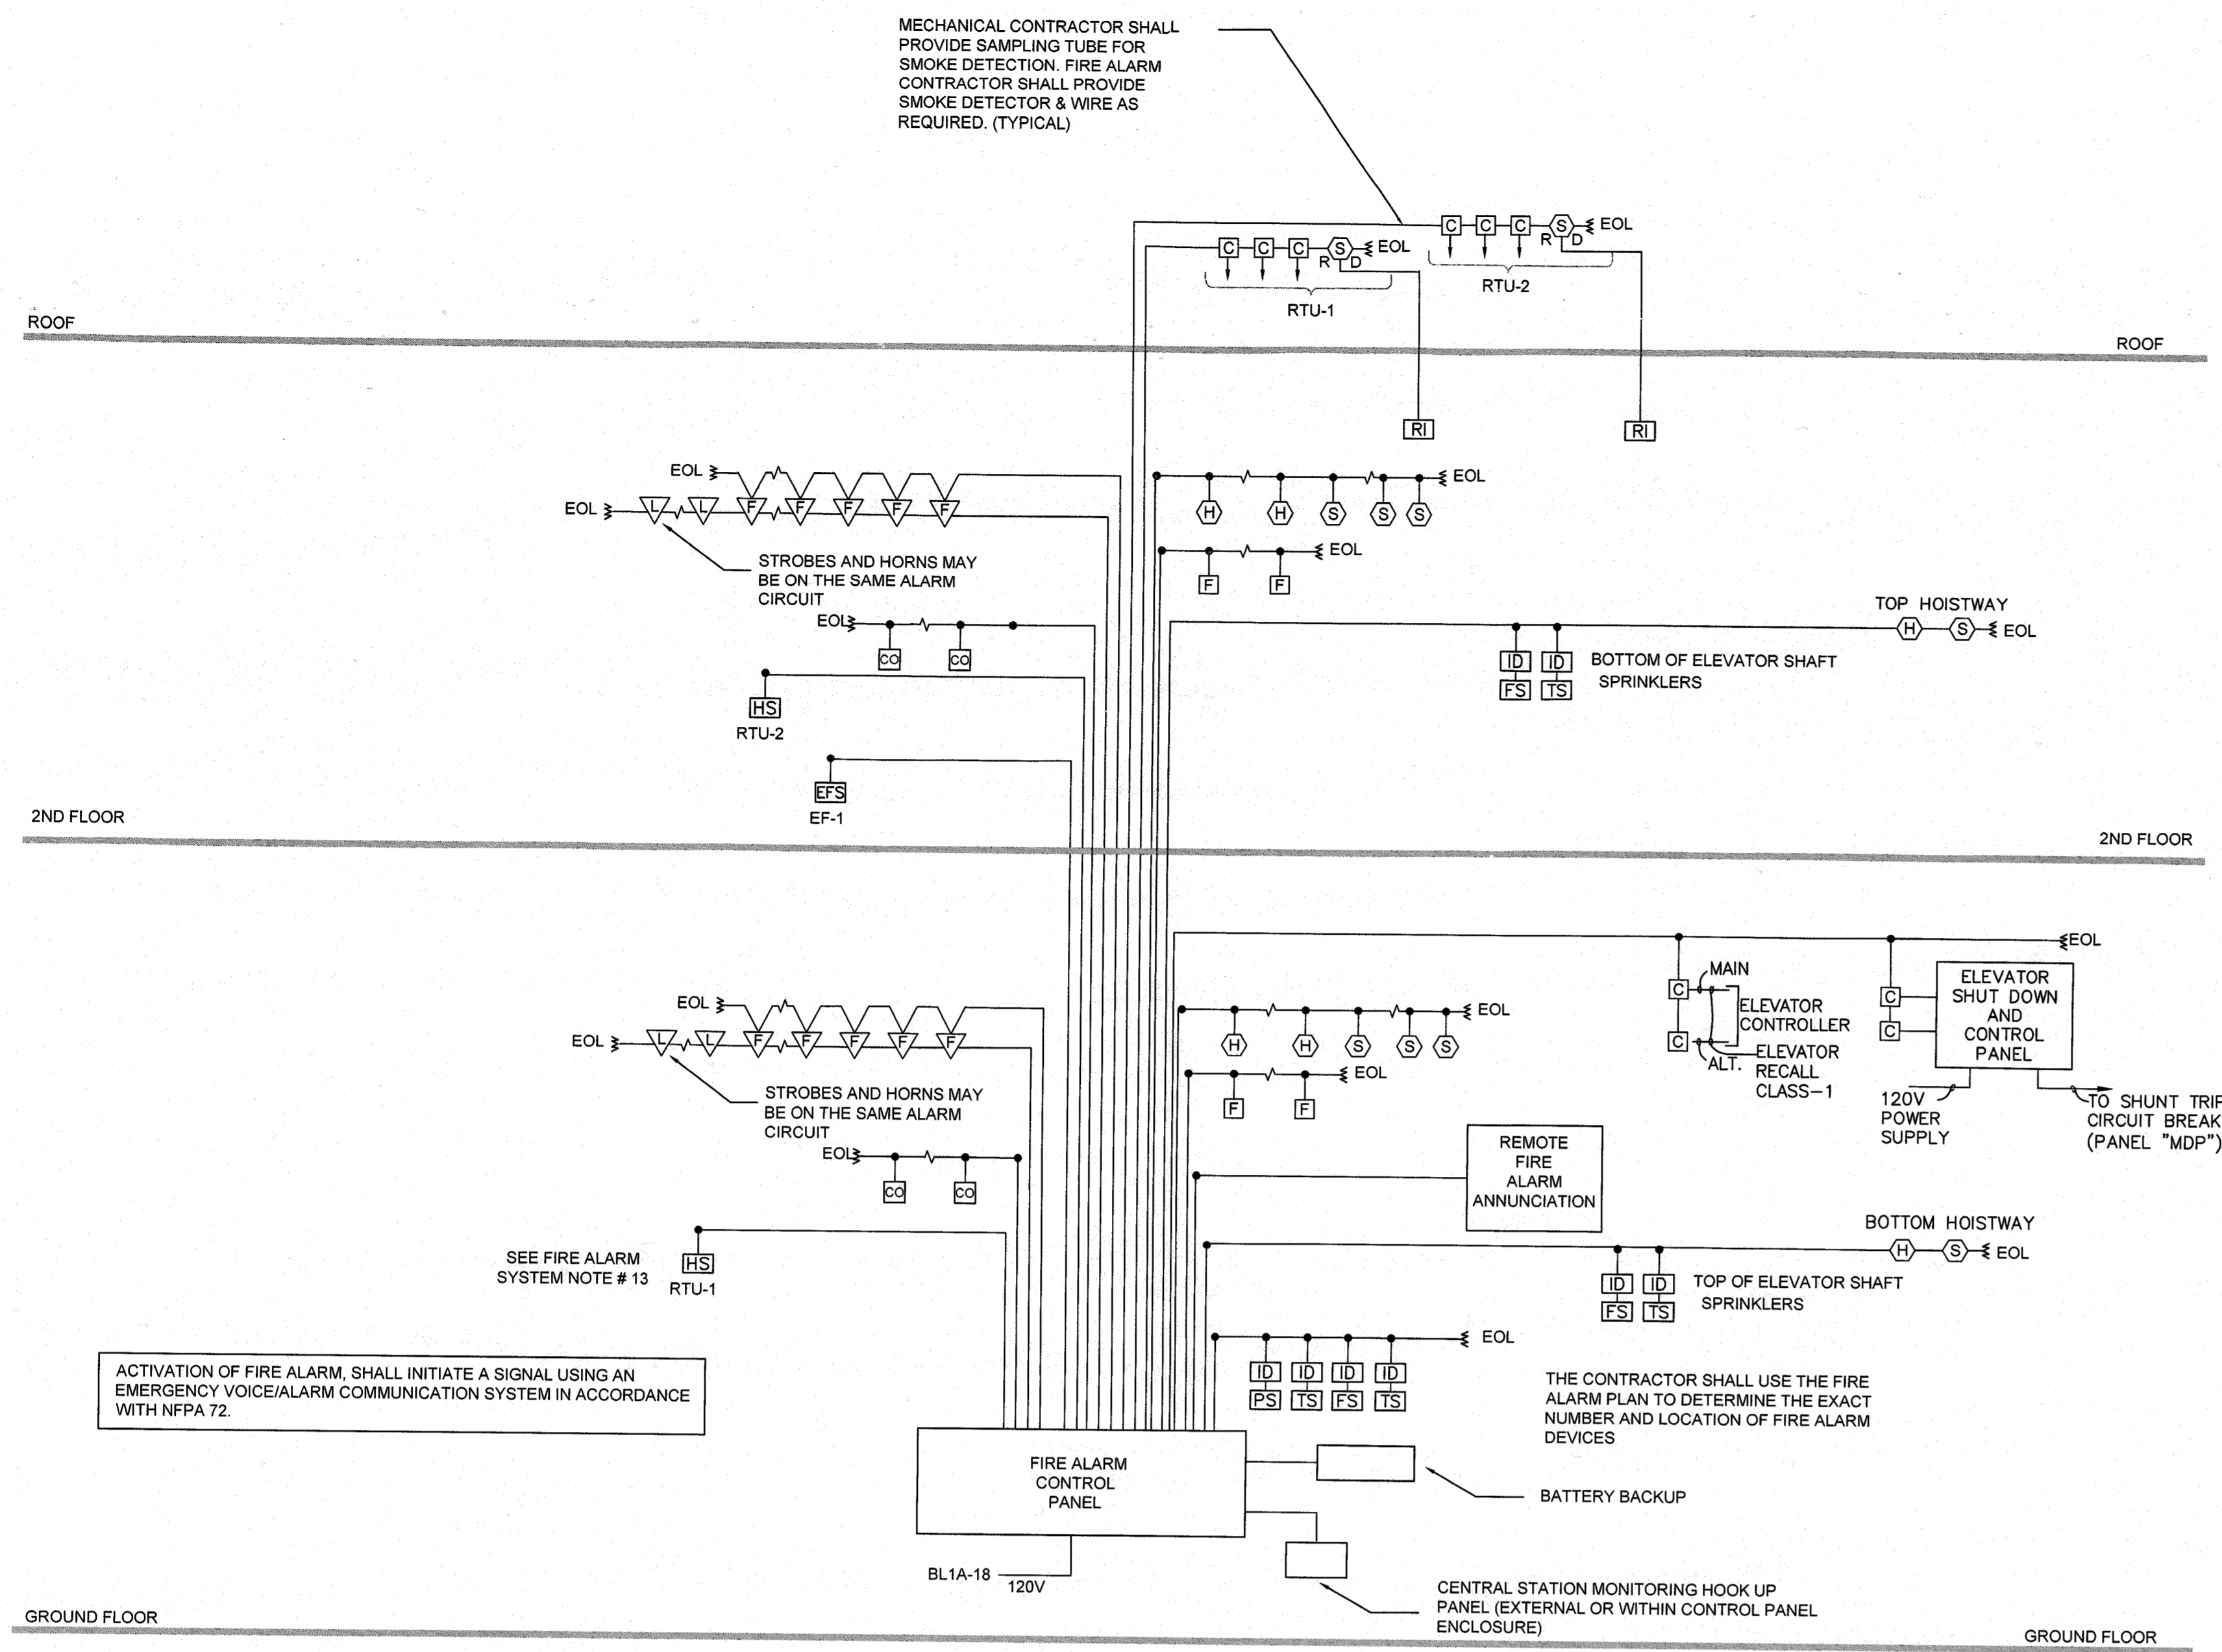 MECHANICAL CONTRACTOR SHALL
PROVIDE SAMPLING TUBE FOR
SMOKE DETECTION. FIRE ALARM
CONTRACTOR SHALL PROVIDE
SMOKE DETECTOR & WIRE AS
REQUIRED. (TYPICAL)
C C C S EOL
R D
RTU-2
C C C S EOL
R D
RTU-1
ROOF
ROOF
RI
RI
EOL
EOL L L F F F F F
STROBES AND HORNS MAY
BE ON THE SAME ALARM
CIRCUIT
EOL
H H S S S
EOL
F F
EOL
CO CO
HS
RTU-2
EFS
EF-1
TOP HOISTWAY
H S EOL
ID ID
FS TS
BOTTOM OF ELEVATOR SHAFT
SPRINKLERS
2ND FLOOR
2ND FLOOR
EOL
C
C
MAIN
ALT.
ELEVATOR
CONTROLLER
ELEVATOR
RECALL
CLASS-1
C
C
ELEVATOR
SHUT DOWN
AND
CONTROL
PANEL
120V
POWER
SUPPLY
TO SHUNT TRIP
CIRCUIT BREAK
(PANEL "MDP")
EOL
EOL L L F F F F F
STROBES AND HORNS MAY
BE ON THE SAME ALARM
CIRCUIT
EOL
H H S S S
EOL
F F
EOL
CO CO
REMOTE
FIRE
ALARM
ANNUNCIATION
SEE FIRE ALARM
SYSTEM NOTE # 13
HS
RTU-1
BOTTOM HOISTWAY
H S EOL
ID ID
FS TS
TOP OF ELEVATOR SHAFT
SPRINKLERS
EOL
ID ID ID ID
PS TS FS TS
ACTIVATION OF FIRE ALARM, SHALL INITIATE A SIGNAL USING AN
EMERGENCY VOICE/ALARM COMMUNICATION SYSTEM IN ACCORDANCE
WITH NFPA 72.
THE CONTRACTOR SHALL USE THE FIRE
ALARM PLAN TO DETERMINE THE EXACT
NUMBER AND LOCATION OF FIRE ALARM
DEVICES
FIRE ALARM
CONTROL
PANEL
BATTERY BACKUP
BL1A-18
120V
CENTRAL STATION MONITORING HOOK UP
PANEL (EXTERNAL OR WITHIN CONTROL PANEL
ENCLOSURE)
GROUND FLOOR
GROUND FLOOR